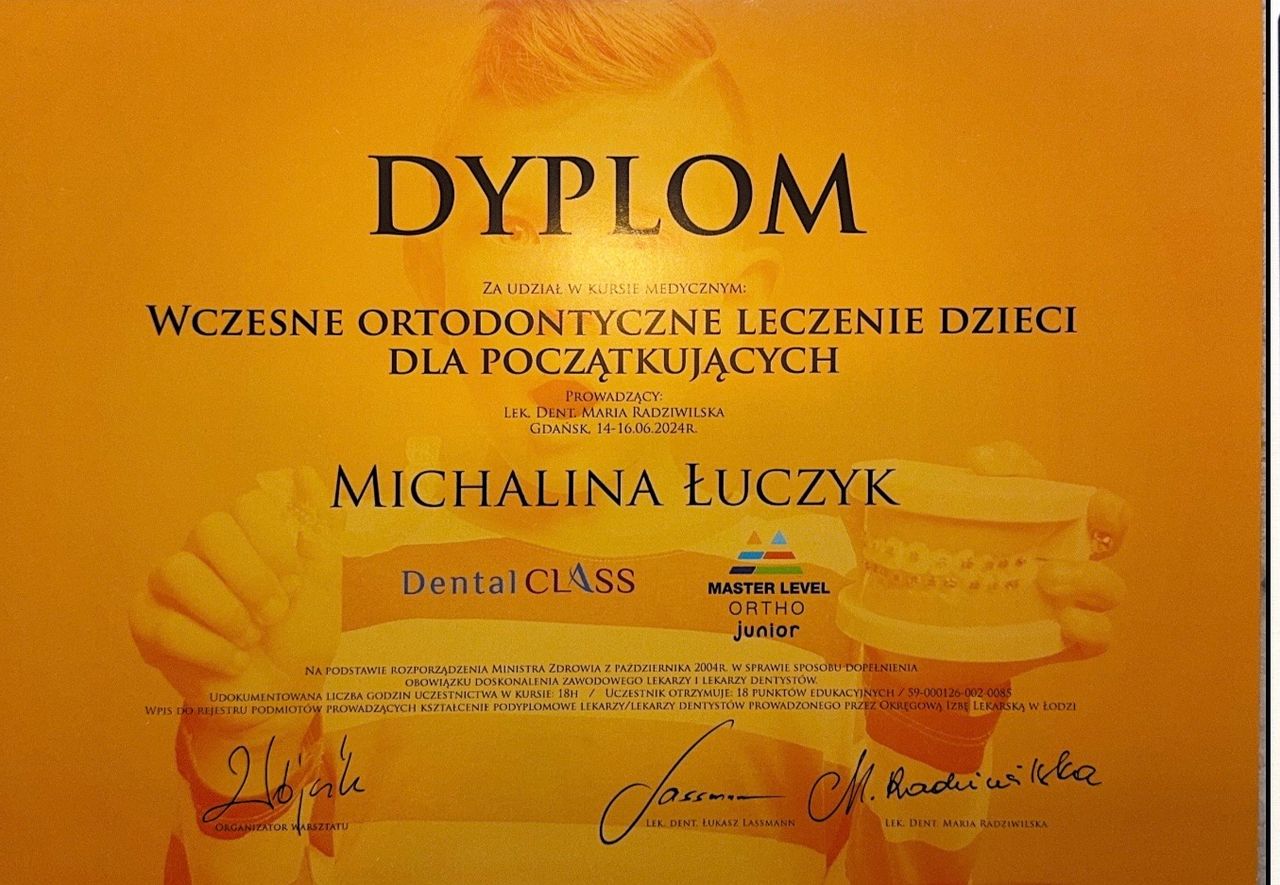 DYPLOM
Za udział w kursie medycznym:
Wczesne ortodontyczne leczenie dzieci
dla początkujących
Prowadzący:
Lek. Dent. Maria Radziwilska
Gdańsk, 14-16.06.2024r.
Michalina Łuczyk
Dental CLASS
MASTER LEVEL
ORTHO
junior
Na podstawie rozporządzenia Ministra Zdrowia z października 2004r. w sprawie sposobu dopełnienia
obowiązku doskonalenia zawodowego lekarzy i lekarzy dentystów.
Udokumentowana liczba godzin uczestnictwa w kursie: 18h / Uczestnik otrzymuje: 18 punktów edukacyjnych / 59-000126-002-0085
Wpis do rejestru podmiotów prowadzących kształcenie podyplomowe lekarzy/lekarzy dentystów prowadzonego przez Okręgową Izbę Lekarską w Łodzi
Wójcik
Lassmann
M. Radziwilska
Organizator warsztatu
Lek. dent. Łukasz Lassmann
Lek. Dent. Maria Radziwilska